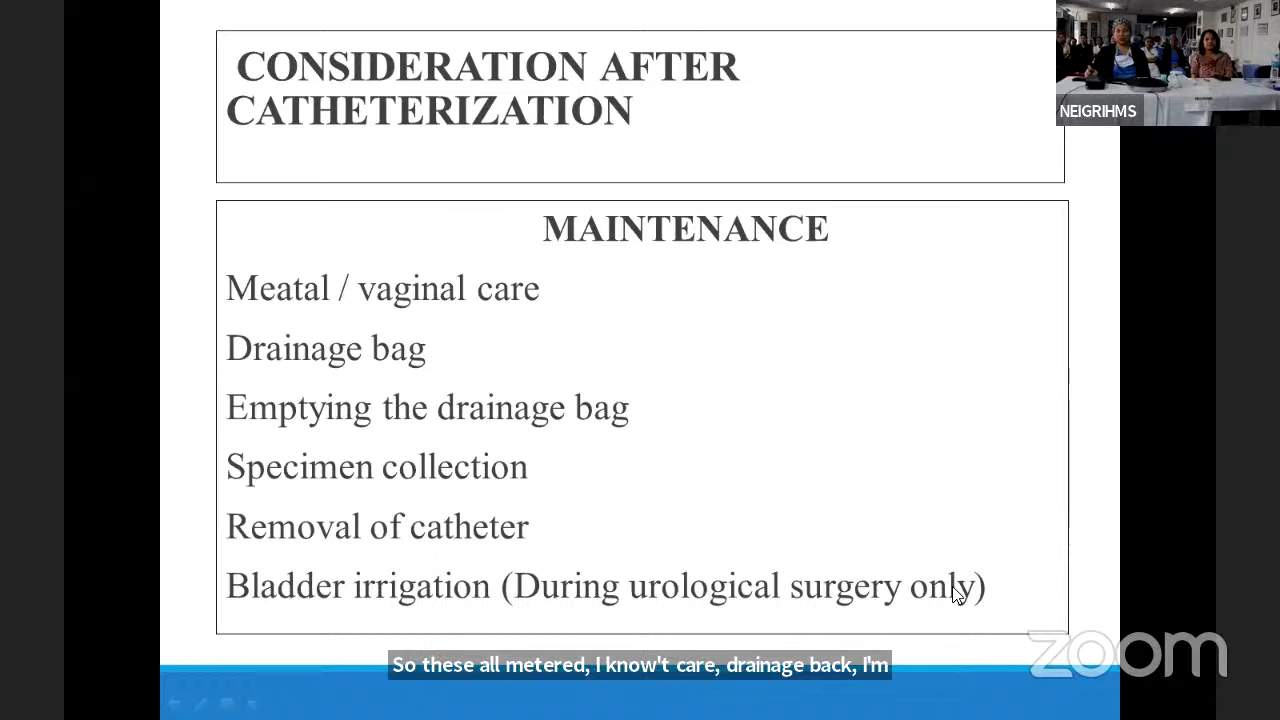 CONSIDERATION AFTER
CATHETERIZATION
NEIGRIHMS
MAINTENANCE
Meatal / vaginal care
Drainage bag
Emptying the drainage bag
Specimen collection
Removal of catheter
Bladder irrigation (During urological surgery only)
So these all metered, I know't care, drainage back, I'm
zoom